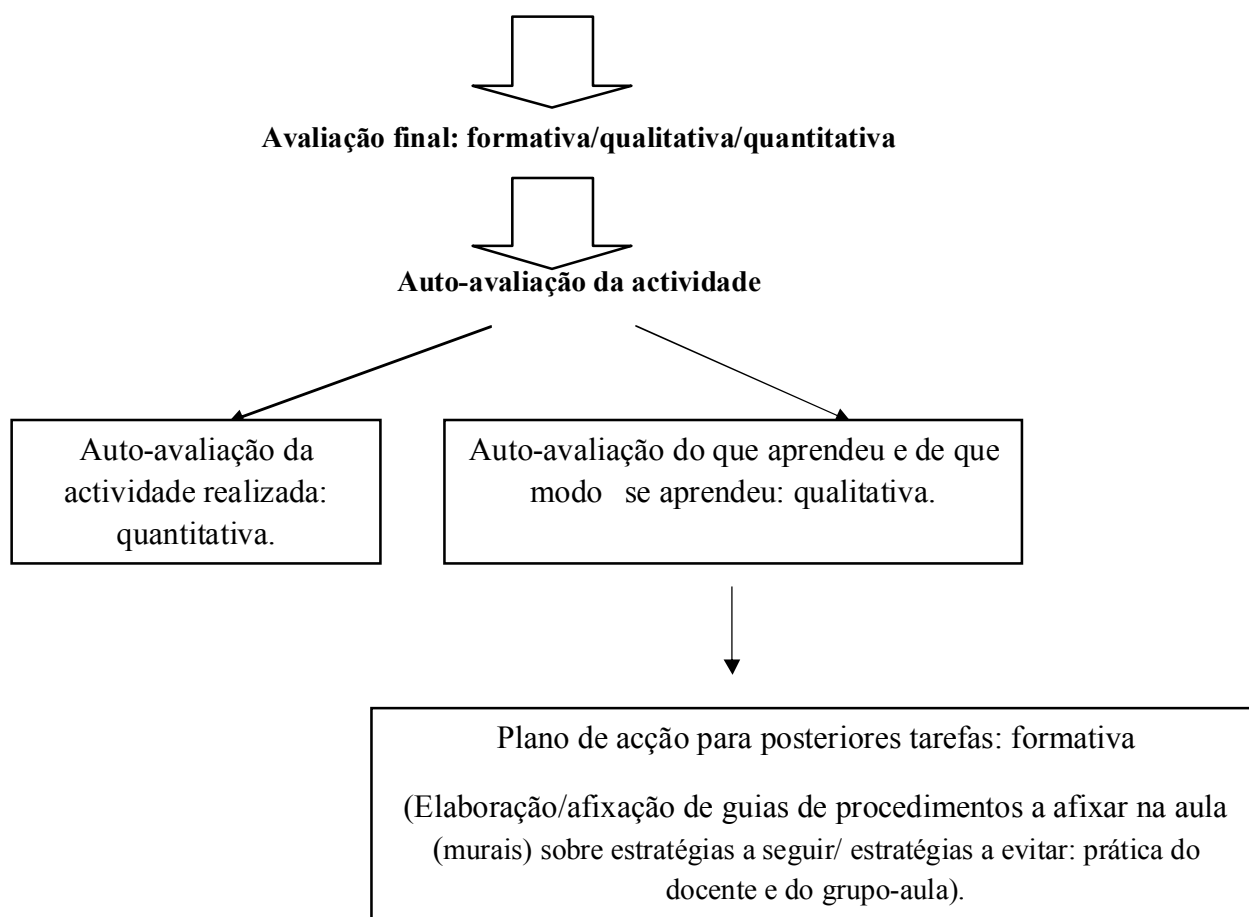 Avaliação final: formativa/qualitativa/quantitativa
Auto-avaliação da actividade
Auto-avaliação da
actividade realizada:
quantitativa.
Auto-avaliação do que aprendeu e de que
modo se aprendeu: qualitativa.
Plano de acção para posteriores tarefas: formativa
(Elaboração/afixação de guias de procedimentos a afixar na aula
(murais) sobre estratégias a seguir/ estratégias a evitar: prática do
docente e do grupo-aula).